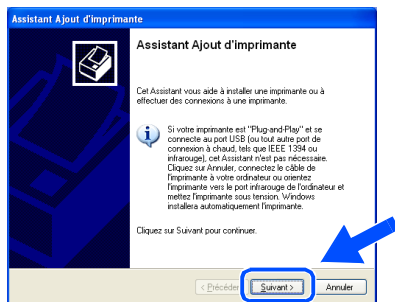 Assistant Ajout d'imprimante
Assistant Ajout d'imprimante
Cet Assistant vous aide à installer une imprimante ou à
effectuer des connexions à une imprimante.
Si votre imprimante est "Plug-and-Play" et se
connecte au port USB (ou tout autre port de
connexion à chaud, tels que IEEE 1394 ou
infrarouge), cet Assistant n'est pas nécessaire.
Cliquez sur Annuler, connectez le câble de
l'imprimante à votre ordinateur ou orientez
l'imprimante vers le port infrarouge de l'ordinateur et
mettez l'imprimante sous tension. Windows
installera automatiquement l'imprimante.
Cliquez sur Suivant pour continuer.
< Précédent Suivant > Annuler